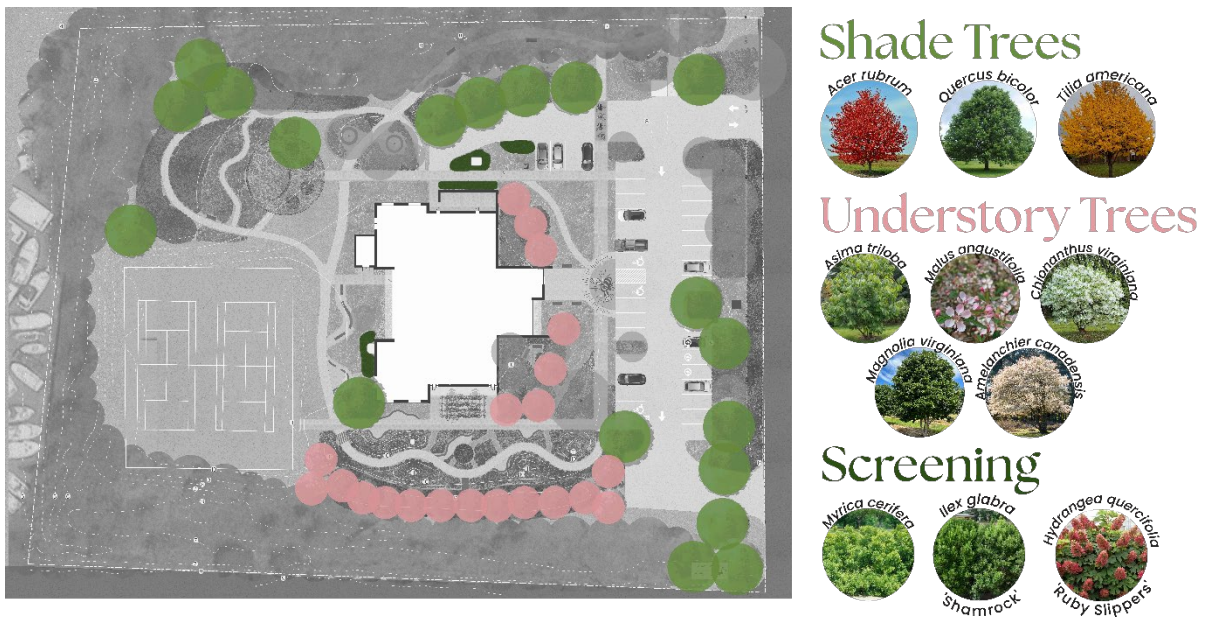 Shade Trees
Acer rubrum
Quercus bicolor
Tilia americana
Understory Trees
Asima triloba
Malus angustifolia
Chionanthus virginiana
Magnolia virginiana
Amelanchier canadensis
Screening
Myrica cerifera
Ilex glabra
'Shamrock'
Hydrangea quercifolia
'Ruby Slippers'